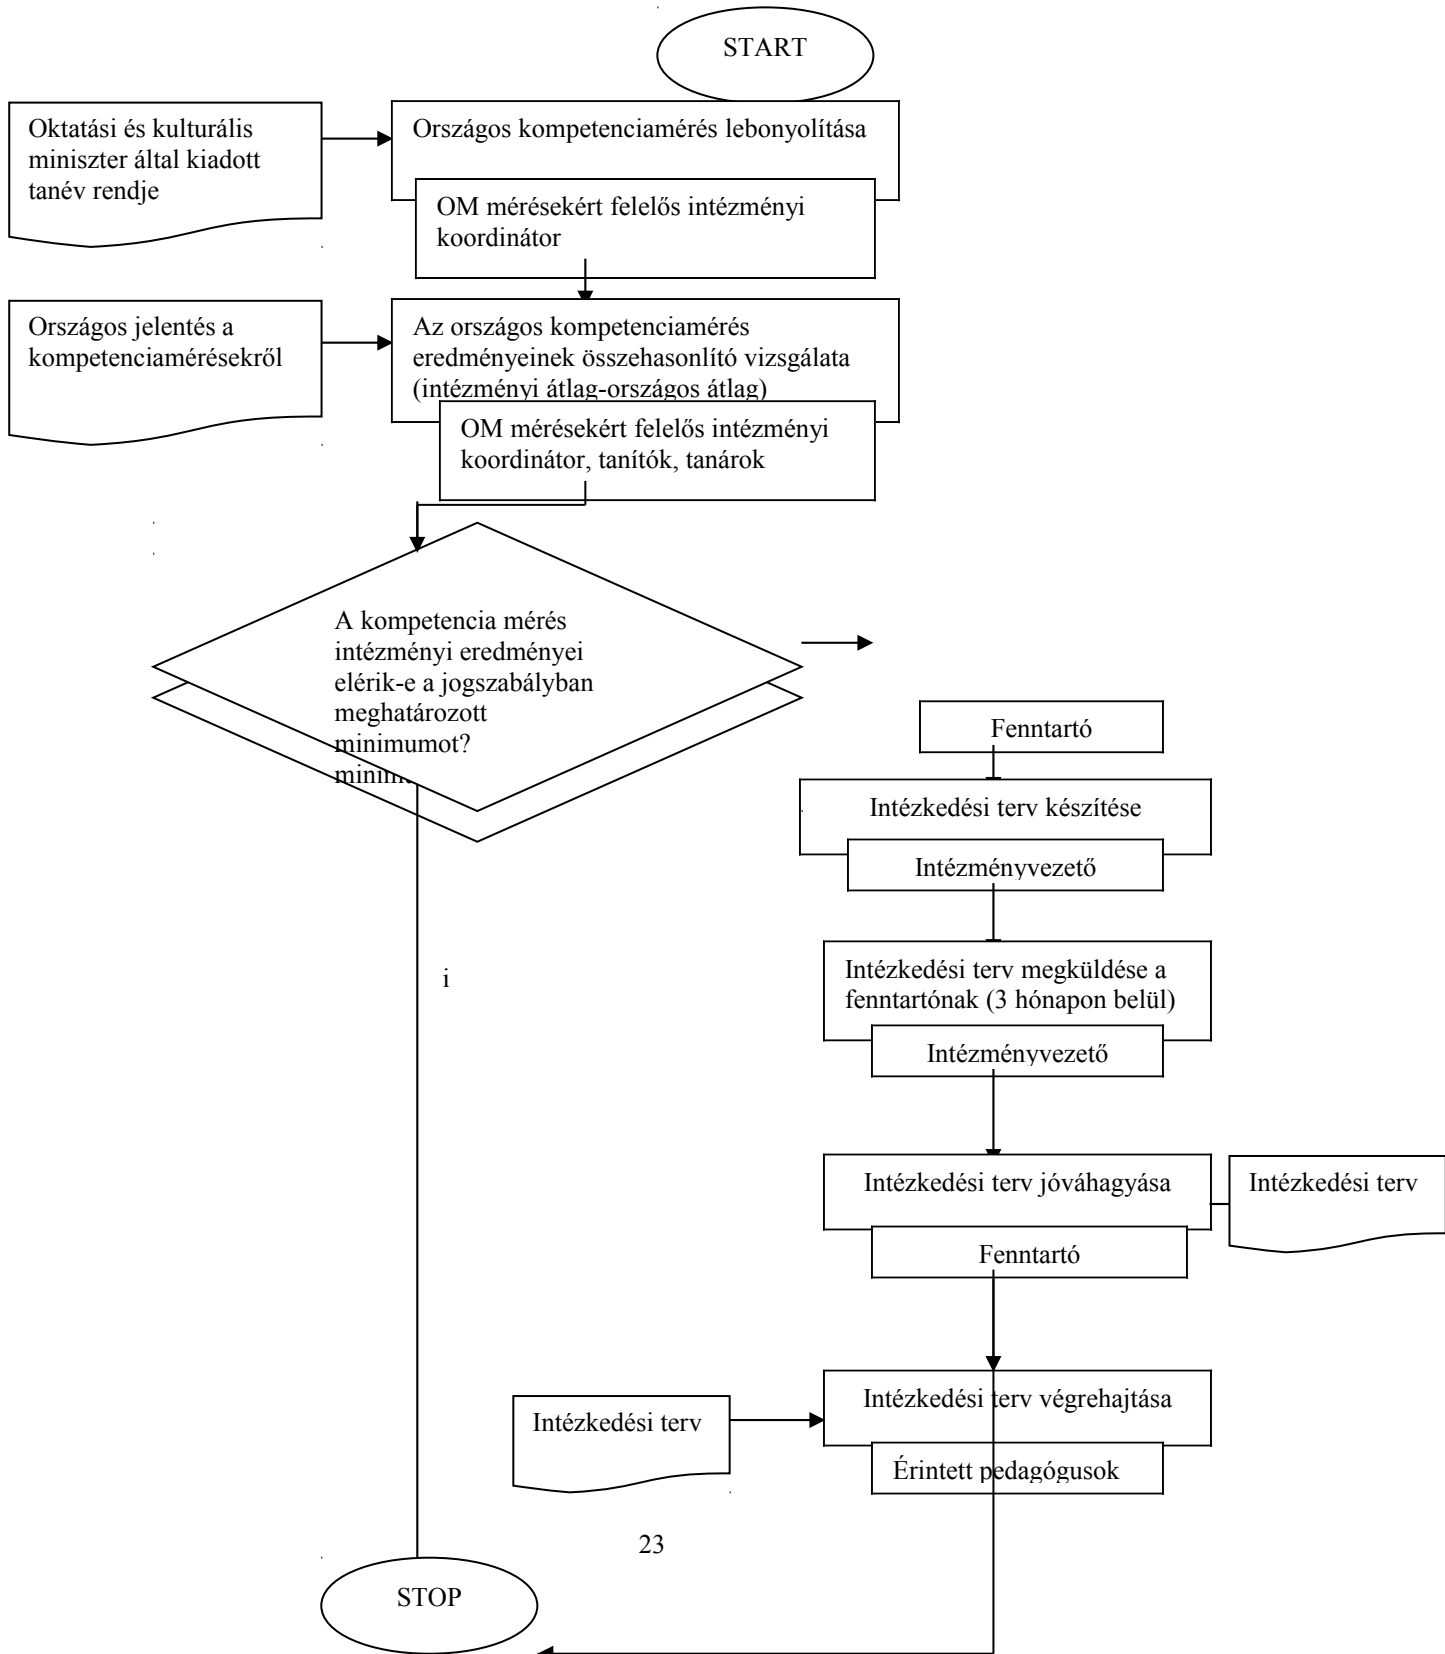 START
Oktatási és kulturális
miniszter által kiadott
tanév rendje
Országos kompetenciamérés lebonyolítása
OM mérésekért felelős intézményi
koordinátor
Országos jelentés a
kompetenciamérésekről
Az országos kompetenciamérés
eredményeinek összehasonlító vizsgálata
(intézményi átlag-országos átlag)
OM mérésekért felelős intézményi
koordinátor, tanítók, tanárok
A kompetencia mérés
intézményi eredményei
elérik-e a jogszabályban
meghatározott
minimumot?
Fenntartó
Intézkedési terv készítése
Intézményvezető
i
Intézkedési terv megküldése a
fenntartónak (3 hónapon belül)
Intézményvezető
Intézkedési terv jóváhagyása
Intézkedési terv
Fenntartó
Intézkedési terv végrehajtása
Intézkedési terv
Érintett pedagógusok
23
STOP